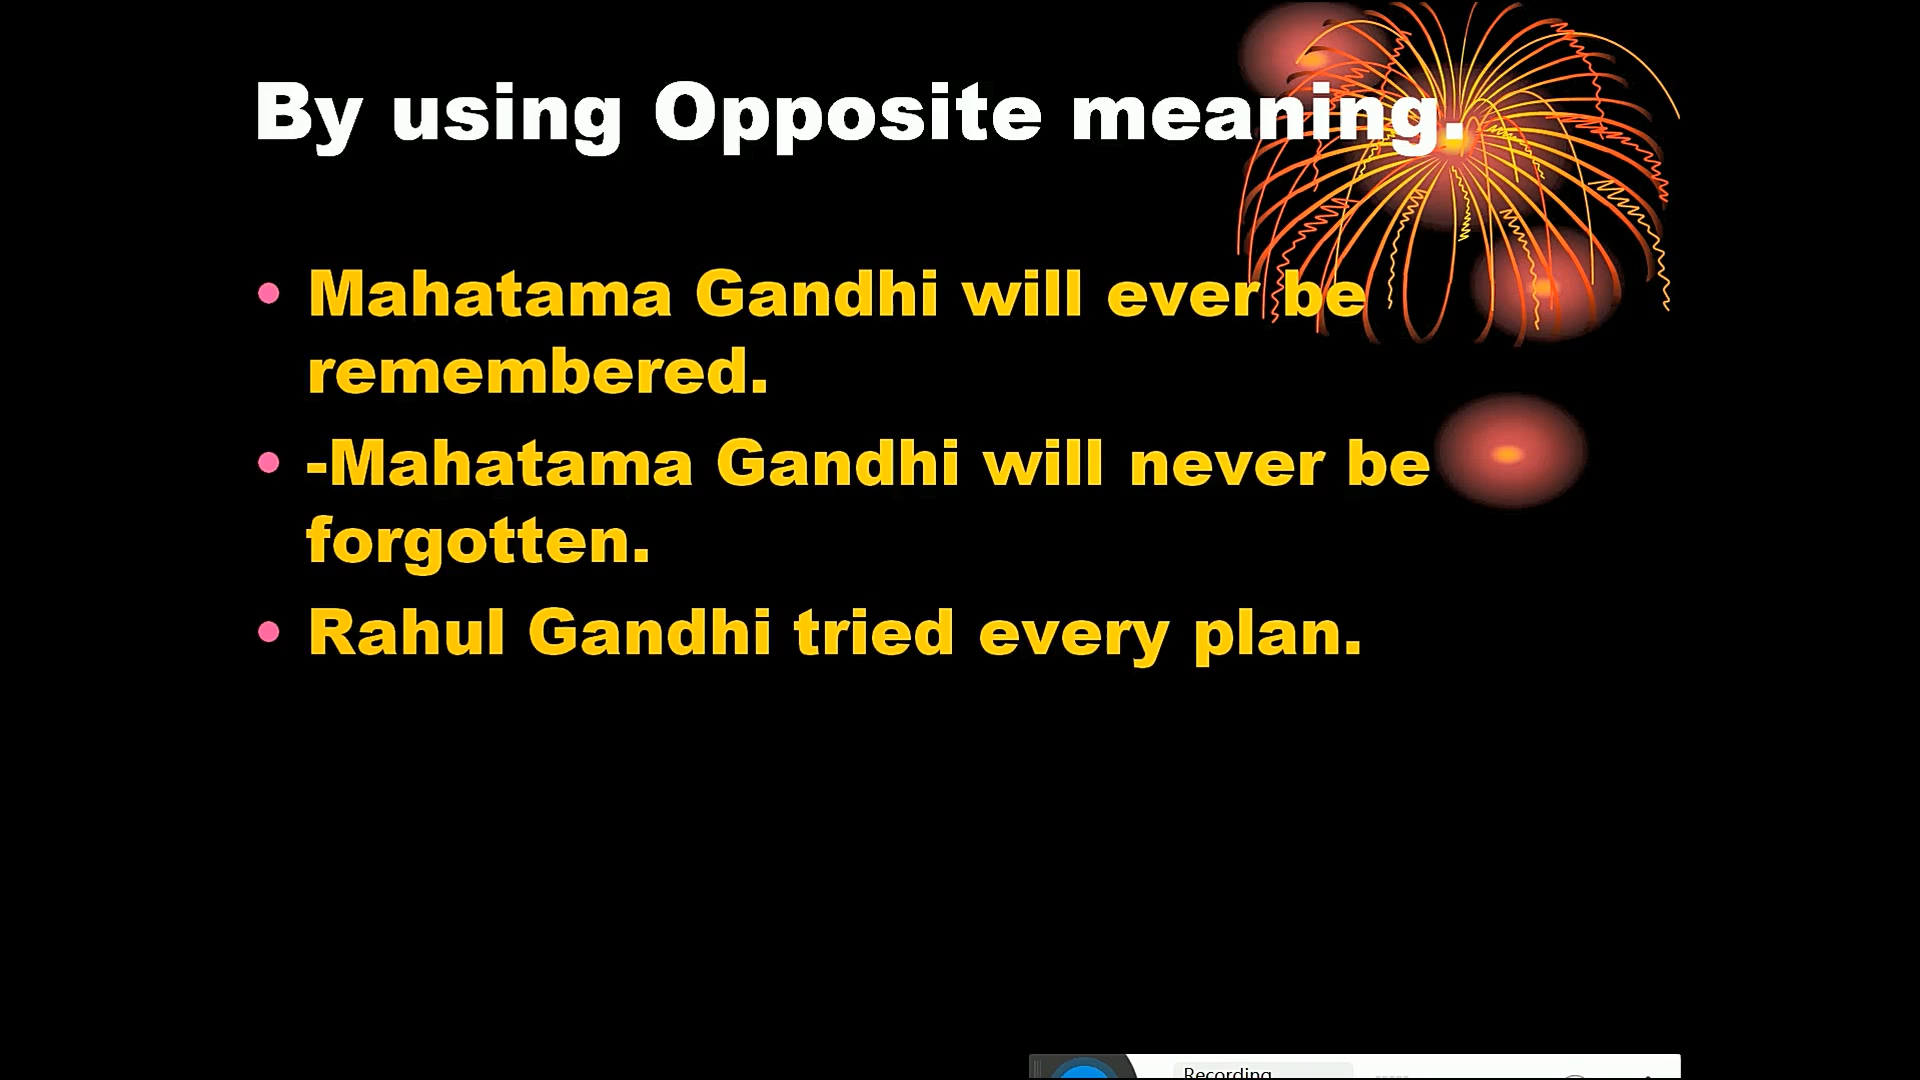 By using Opposite meaning.
Mahatama Gandhi will ever be
remembered.
-Mahatama Gandhi will never be
forgotten.
Rahul Gandhi tried every plan.
Recording